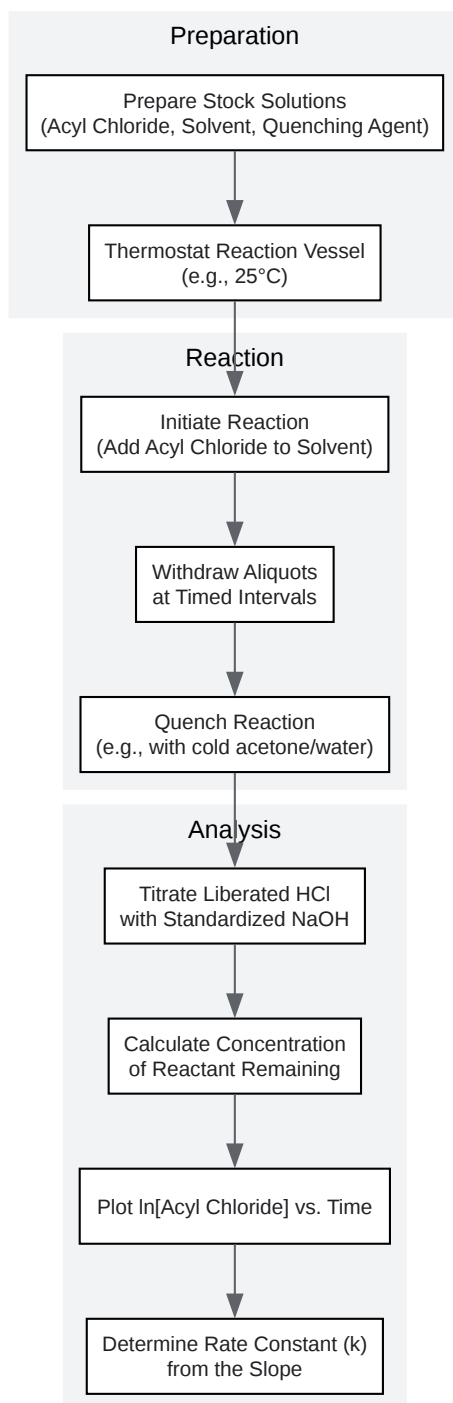 Preparation
Prepare Stock Solutions
(Acyl Chloride, Solvent, Quenching Agent)
Thermostat Reaction Vessel
(e.g., 25°C)
Reaction
Initiate Reaction
(Add Acyl Chloride to Solvent)
Withdraw Aliquots
at Timed Intervals
Quench Reaction
(e.g., with cold acetone/water)
Analysis
Titrate Liberated HCl
with Standardized NaOH
Calculate Concentration
of Reactant Remaining
Plot ln[Acyl Chloride] vs. Time
Determine Rate Constant (k)
from the Slope